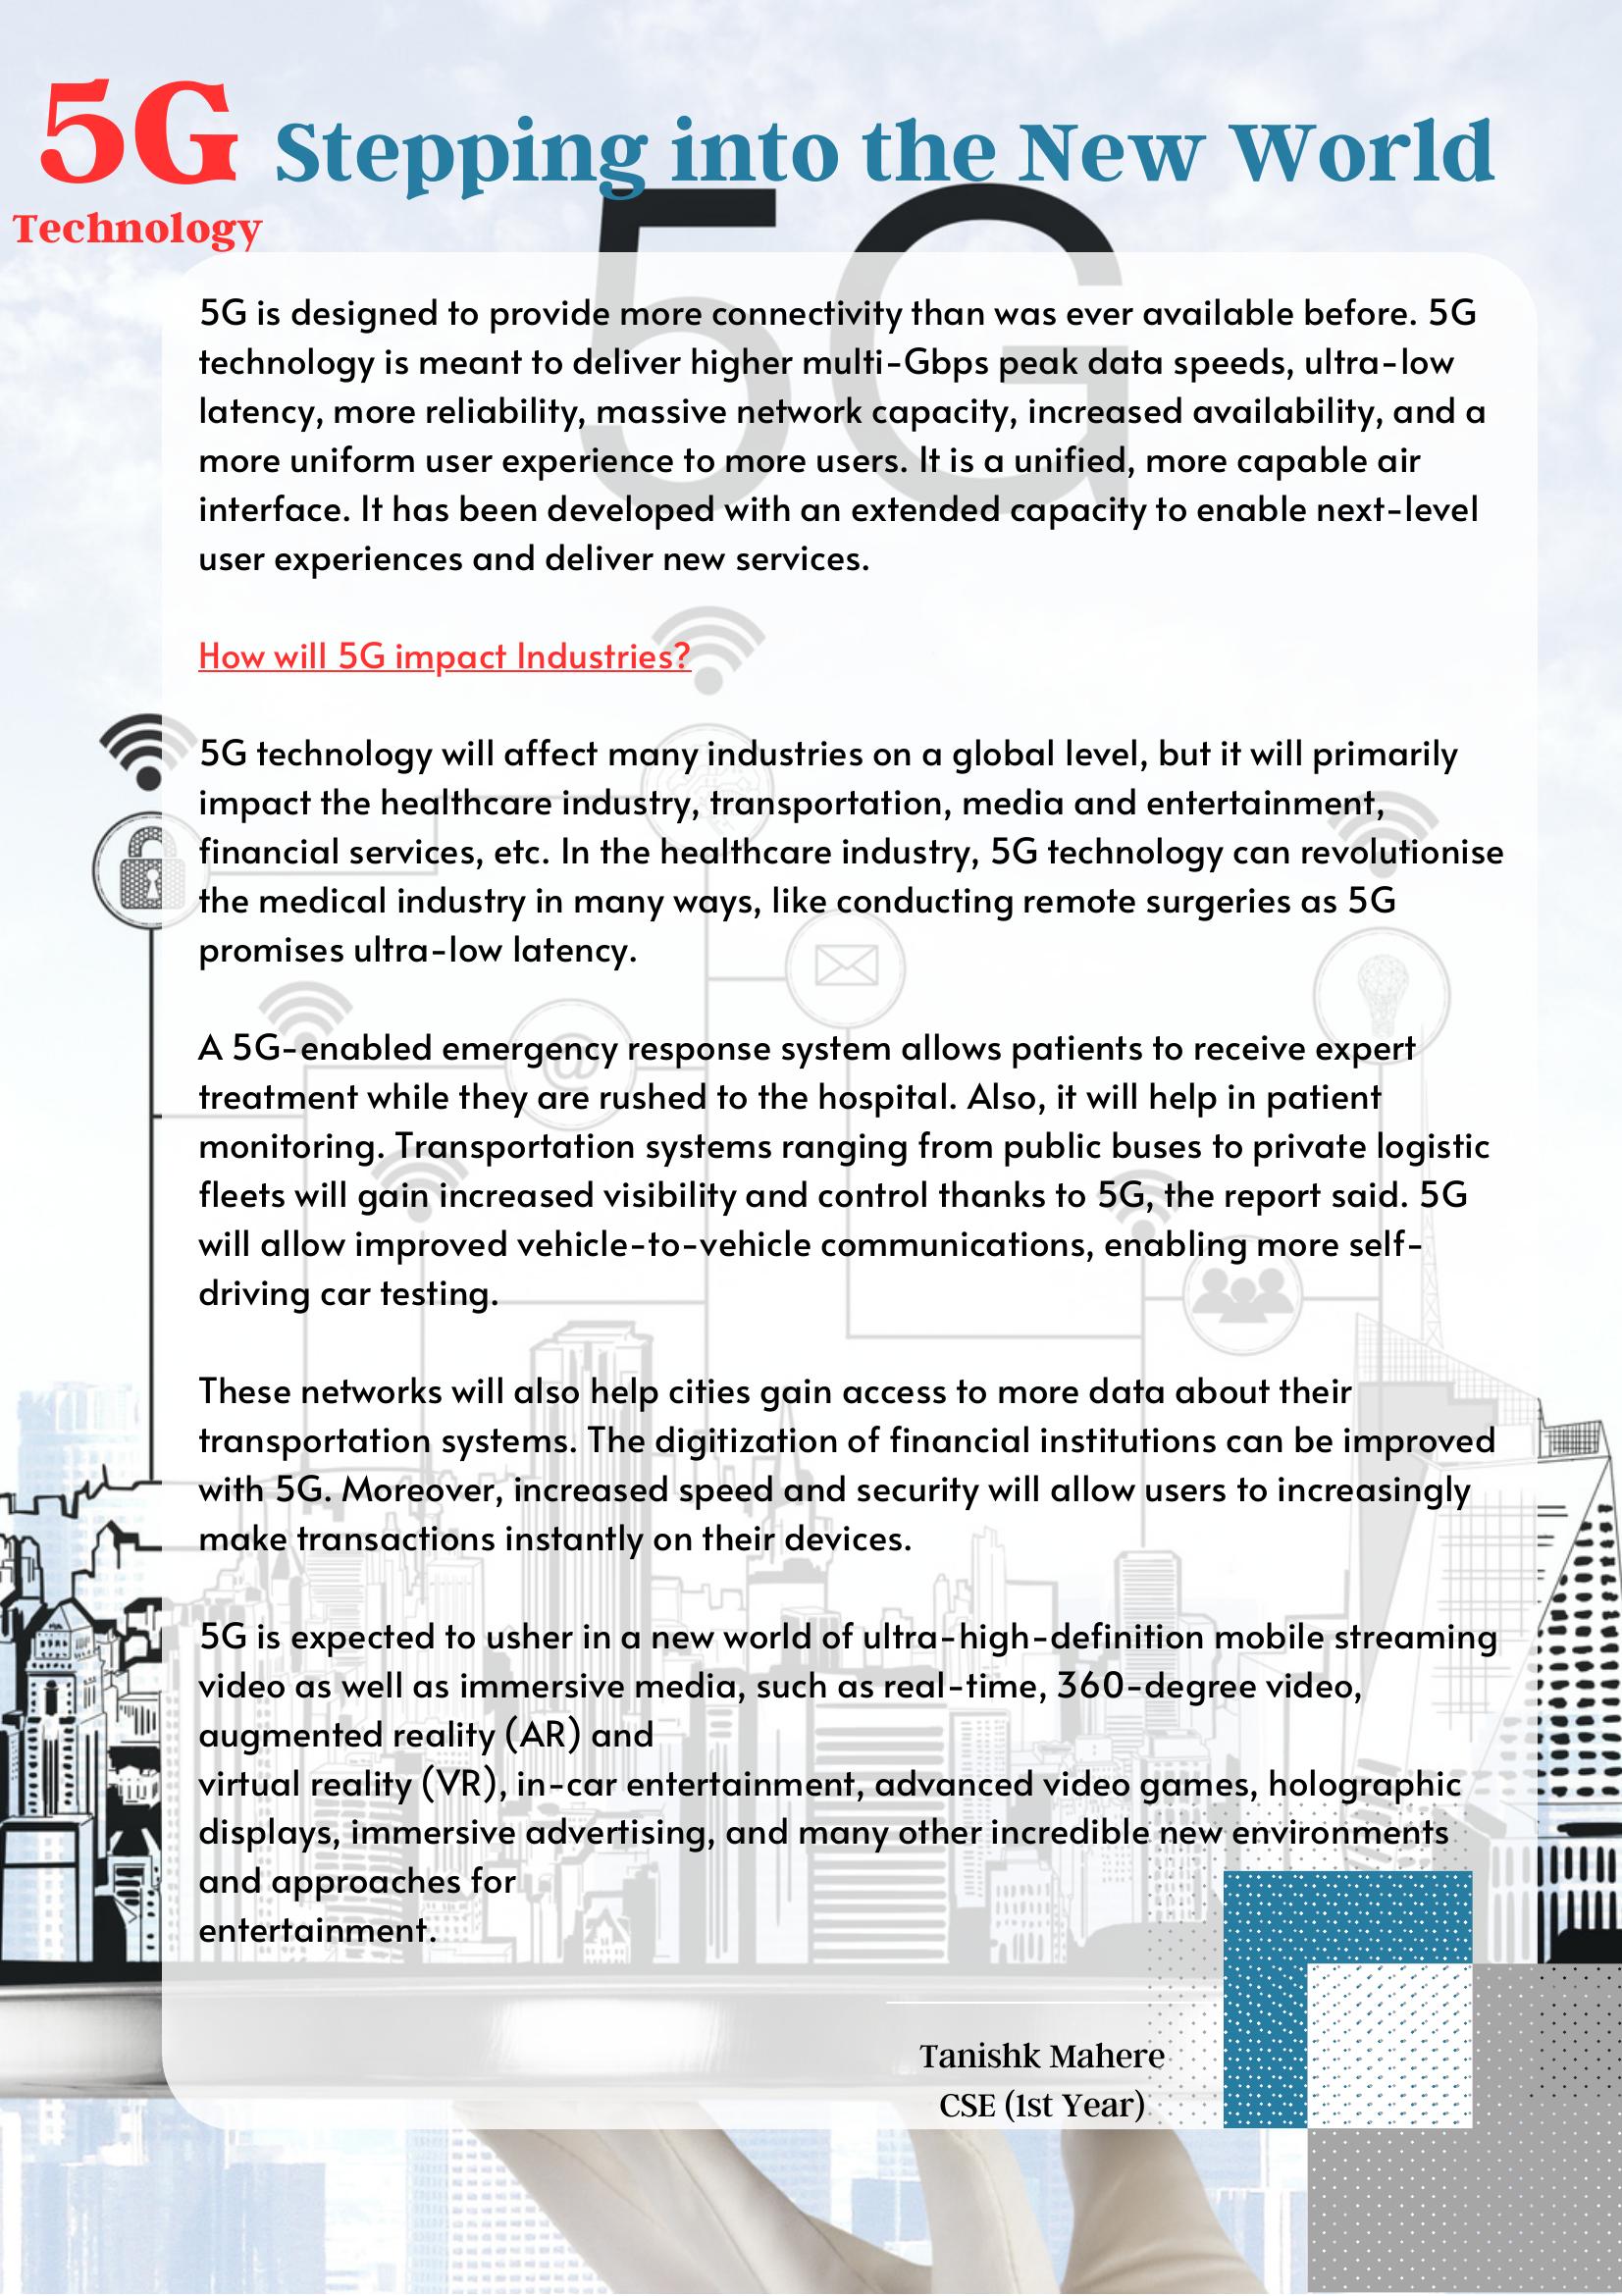 5G Stepping into the New World
Technology
5G
5G is designed to provide more connectivity than was ever available before. 5G
technology is meant to deliver higher multi-Gbps peak data speeds, ultra-low
latency, more reliability, massive network capacity, increased availability, and a
more uniform user experience to more users. It is a unified, more capable air
interface. It has been developed with an extended capacity to enable next-level
user experiences and deliver new services.
How will 5G impact Industries?
5G technology will affect many industries on a global level, but it will primarily
impact the healthcare industry, transportation, media and entertainment,
financial services, etc. In the healthcare industry, 5G technology can revolutionise
the medical industry in many ways, like conducting remote surgeries as 5G
promises ultra-low latency.
A 5G-enabled emergency response system allows patients to receive expert
treatment while they are rushed to the hospital. Also, it will help in patient
monitoring. Transportation systems ranging from public buses to private logistic
fleets will gain increased visibility and control thanks to 5G, the report said. 5G
will allow improved vehicle-to-vehicle communications, enabling more self-
driving car testing.
These networks will also help cities gain access to more data about their
transportation systems. The digitization of financial institutions can be improved
with 5G. Moreover, increased speed and security will allow users to increasingly
make transactions instantly on their devices.
5G is expected to usher in a new world of ultra-high-definition mobile streaming
video as well as immersive media, such as real-time, 360-degree video,
augmented reality (AR) and
virtual reality (VR), in-car entertainment, advanced video games, holographic
displays, immersive advertising, and many other incredible new environments
and approaches for
entertainment.
Tanishk Mahere
CSE (1st Year)